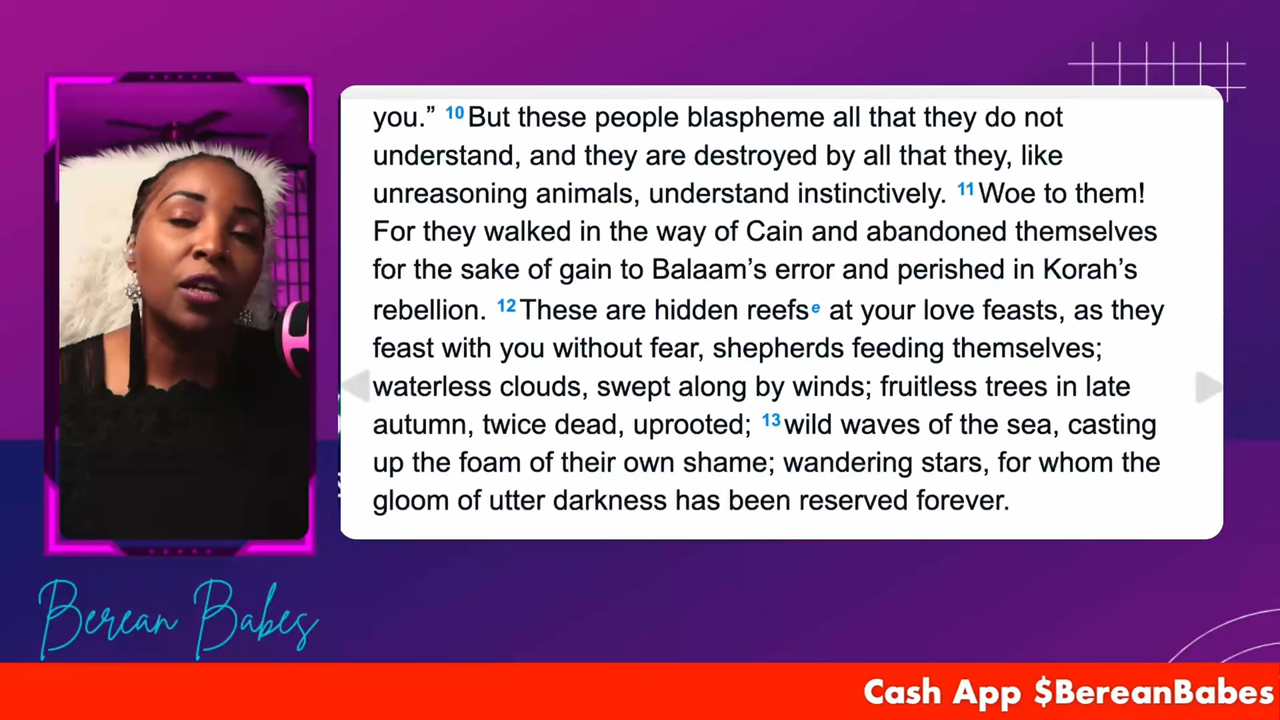 you.” 10 But these people blaspheme all that they do not
understand, and they are destroyed by all that they, like
unreasoning animals, understand instinctively. 11 Woe to them!
For they walked in the way of Cain and abandoned themselves
for the sake of gain to Balaam’s error and perished in Korah’s
rebellion. 12 These are hidden reefs e at your love feasts, as they
feast with you without fear, shepherds feeding themselves;
waterless clouds, swept along by winds; fruitless trees in late
autumn, twice dead, uprooted; 13 wild waves of the sea, casting
up the foam of their own shame; wandering stars, for whom the
gloom of utter darkness has been reserved forever.
Berean Babes
Cash App $BereanBabes